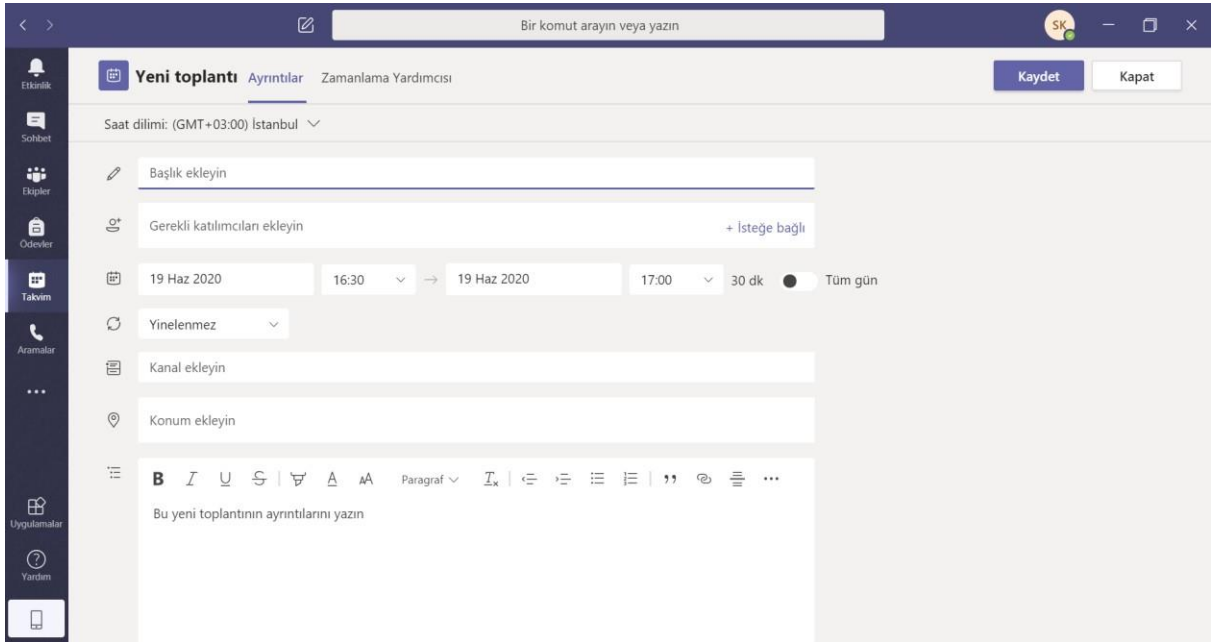 Bir komut arayın veya yazın
SK
Etkinlik
Sohbet
Ekipler
Ödevler
Takvim
Aramalar
Uygulamalar
Yardım
Yeni toplantı Ayrıntılar Zamanlama Yardımcısı Kaydet Kapat
Saat dilimi: (GMT+03:00) İstanbul
Başlık ekleyin
Gerekli katılımcıları ekleyin + İsteğe bağlı
19 Haz 2020 16:30 → 19 Haz 2020 17:00 30 dk Tüm gün
Yinelenmez
Kanal ekleyin
Konum ekleyin
B I U S A AA Paragraf Tx
Bu yeni toplantının ayrıntılarını yazın